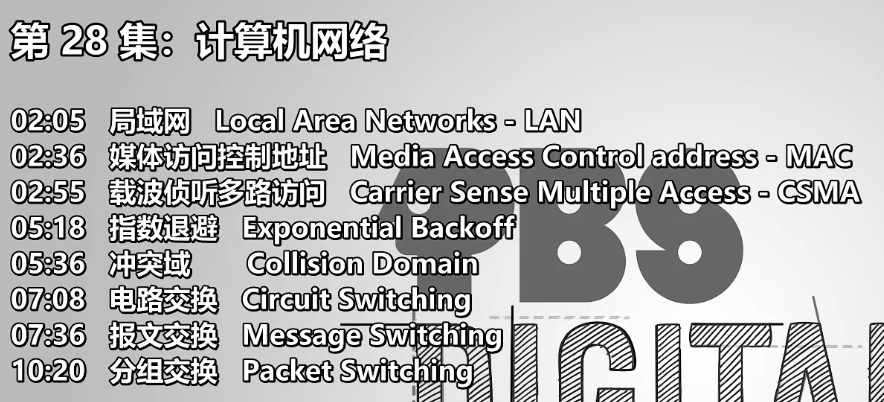 第 28 集：计算机网络
02:05 局域网 Local Area Networks - LAN
02:36 媒体访问控制地址 Media Access Control address - MAC
02:55 载波侦听多路访问 Carrier Sense Multiple Access - CSMA
05:18 指数退避 Exponential Backoff
05:36 冲突域 Collision Domain
07:08 电路交换 Circuit Switching
07:36 报文交换 Message Switching
10:20 分组交换 Packet Switching
PBS
DIGITAL